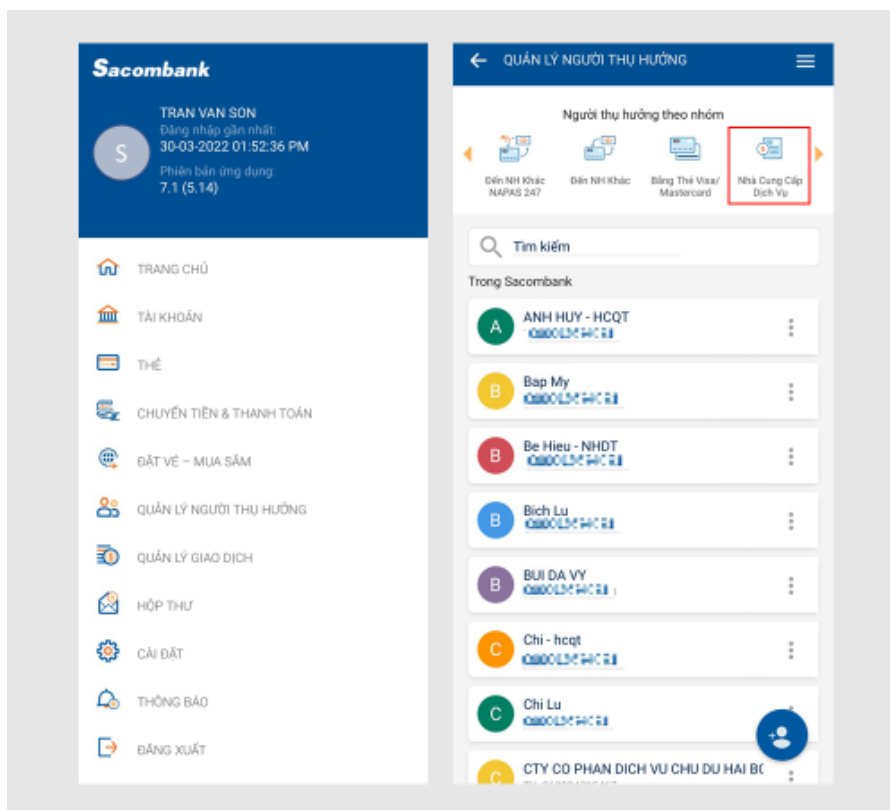 Sacombank
TRAN VAN SON
Đăng nhập gần nhất:
30-03-2022 01:52:36 PM
Phiên bản ứng dụng:
7.1 (5.14)
S
TRANG CHỦ
TÀI KHOẢN
THẺ
CHUYỂN TIỀN & THANH TOÁN
ĐẶT VÉ – MUA SẮM
QUẢN LÝ NGƯỜI THỤ HƯỞNG
QUẢN LÝ GIAO DỊCH
HỘP THƯ
CÀI ĐẶT
THÔNG BÁO
ĐĂNG XUẤT
QUẢN LÝ NGƯỜI THỤ HƯỞNG
Người thụ hưởng theo nhóm
Đến NH Khác
NAPAS 247
Đến NH Khác
Bằng Thẻ Visa/
Mastercard
Nhà Cung Cấp
Dịch Vụ
Tìm kiếm
Trong Sacombank
A
ANH HUY - HCQT
B
Bap My
B
Be Hieu - NHDT
B
Bich Lu
B
BUI DA VY
C
Chi - hcqt
C
Chi Lu
C
CTY CO PHAN DICH VU CHU DU HAI